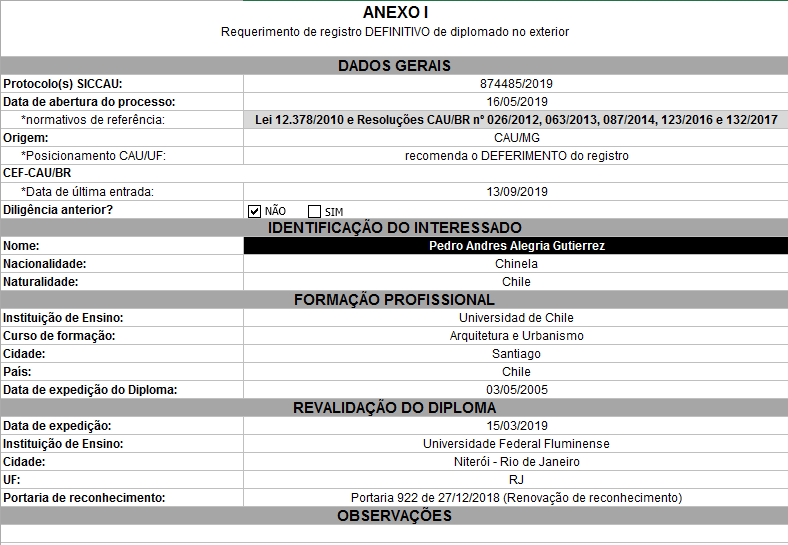 ANEXO I
Requerimento de registro DEFINITIVO de diplomado no exterior
DADOS GERAIS
Protocolo(s) SICCAU: 874485/2019
Data de abertura do processo: 16/05/2019
*normativos de referência: Lei 12.378/2010 e Resoluções CAU/BR nº 026/2012, 063/2013, 087/2014, 123/2016 e 132/2017
Origem: CAU/MG
*Posicionamento CAU/UF: recomenda o DEFERIMENTO do registro
CEF-CAU/BR
*Data de última entrada: 13/09/2019
Diligência anterior? NÃO SIM
IDENTIFICAÇÃO DO INTERESSADO
Nome: Pedro Andres Alegria Gutierrez
Nacionalidade: Chinela
Naturalidade: Chile
FORMAÇÃO PROFISSIONAL
Instituição de Ensino: Universidad de Chile
Curso de formação: Arquitetura e Urbanismo
Cidade: Santiago
País: Chile
Data de expedição do Diploma: 03/05/2005
REVALIDAÇÃO DO DIPLOMA
Data de expedição: 15/03/2019
Instituição de Ensino: Universidade Federal Fluminense
Cidade: Niterói - Rio de Janeiro
UF: RJ
Portaria de reconhecimento: Portaria 922 de 27/12/2018 (Renovação de reconhecimento)
OBSERVAÇÕES